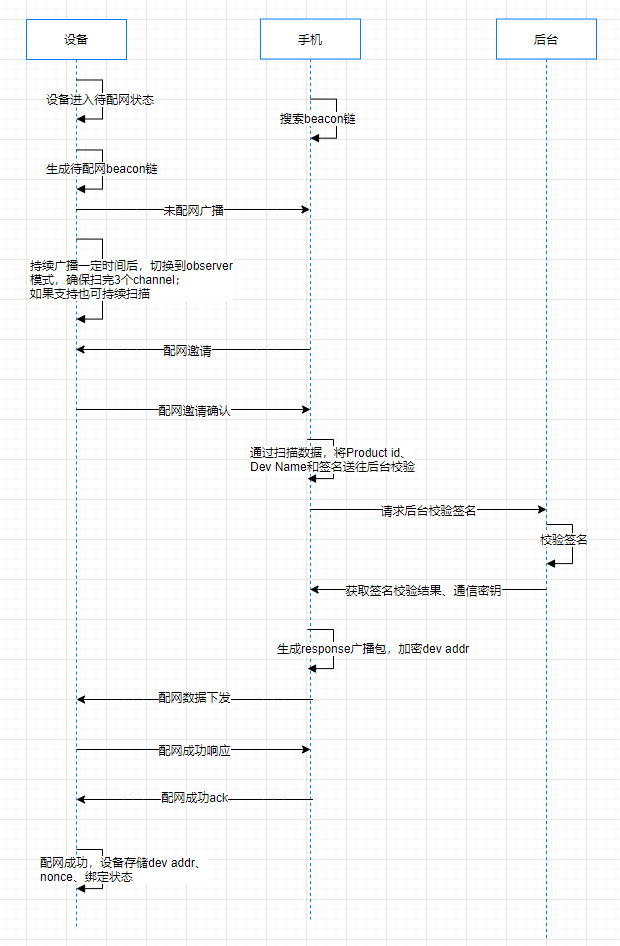 设备
手机
后台
设备进入待配网状态
搜索beacon链
生成待配网beacon链
未配网广播
持续广播一定时间后，切换到observer
模式，确保扫完3个channel；
如果支持也可持续扫描
配网邀请
配网邀请确认
通过扫描数据，将Product id、
Dev Name和签名送往后台校验
请求后台校验签名
校验签名
获取签名校验结果、通信密钥
生成response广播包，加密dev addr
配网数据下发
配网成功响应
配网成功ack
配网成功，设备存储dev addr、
nonce、绑定状态